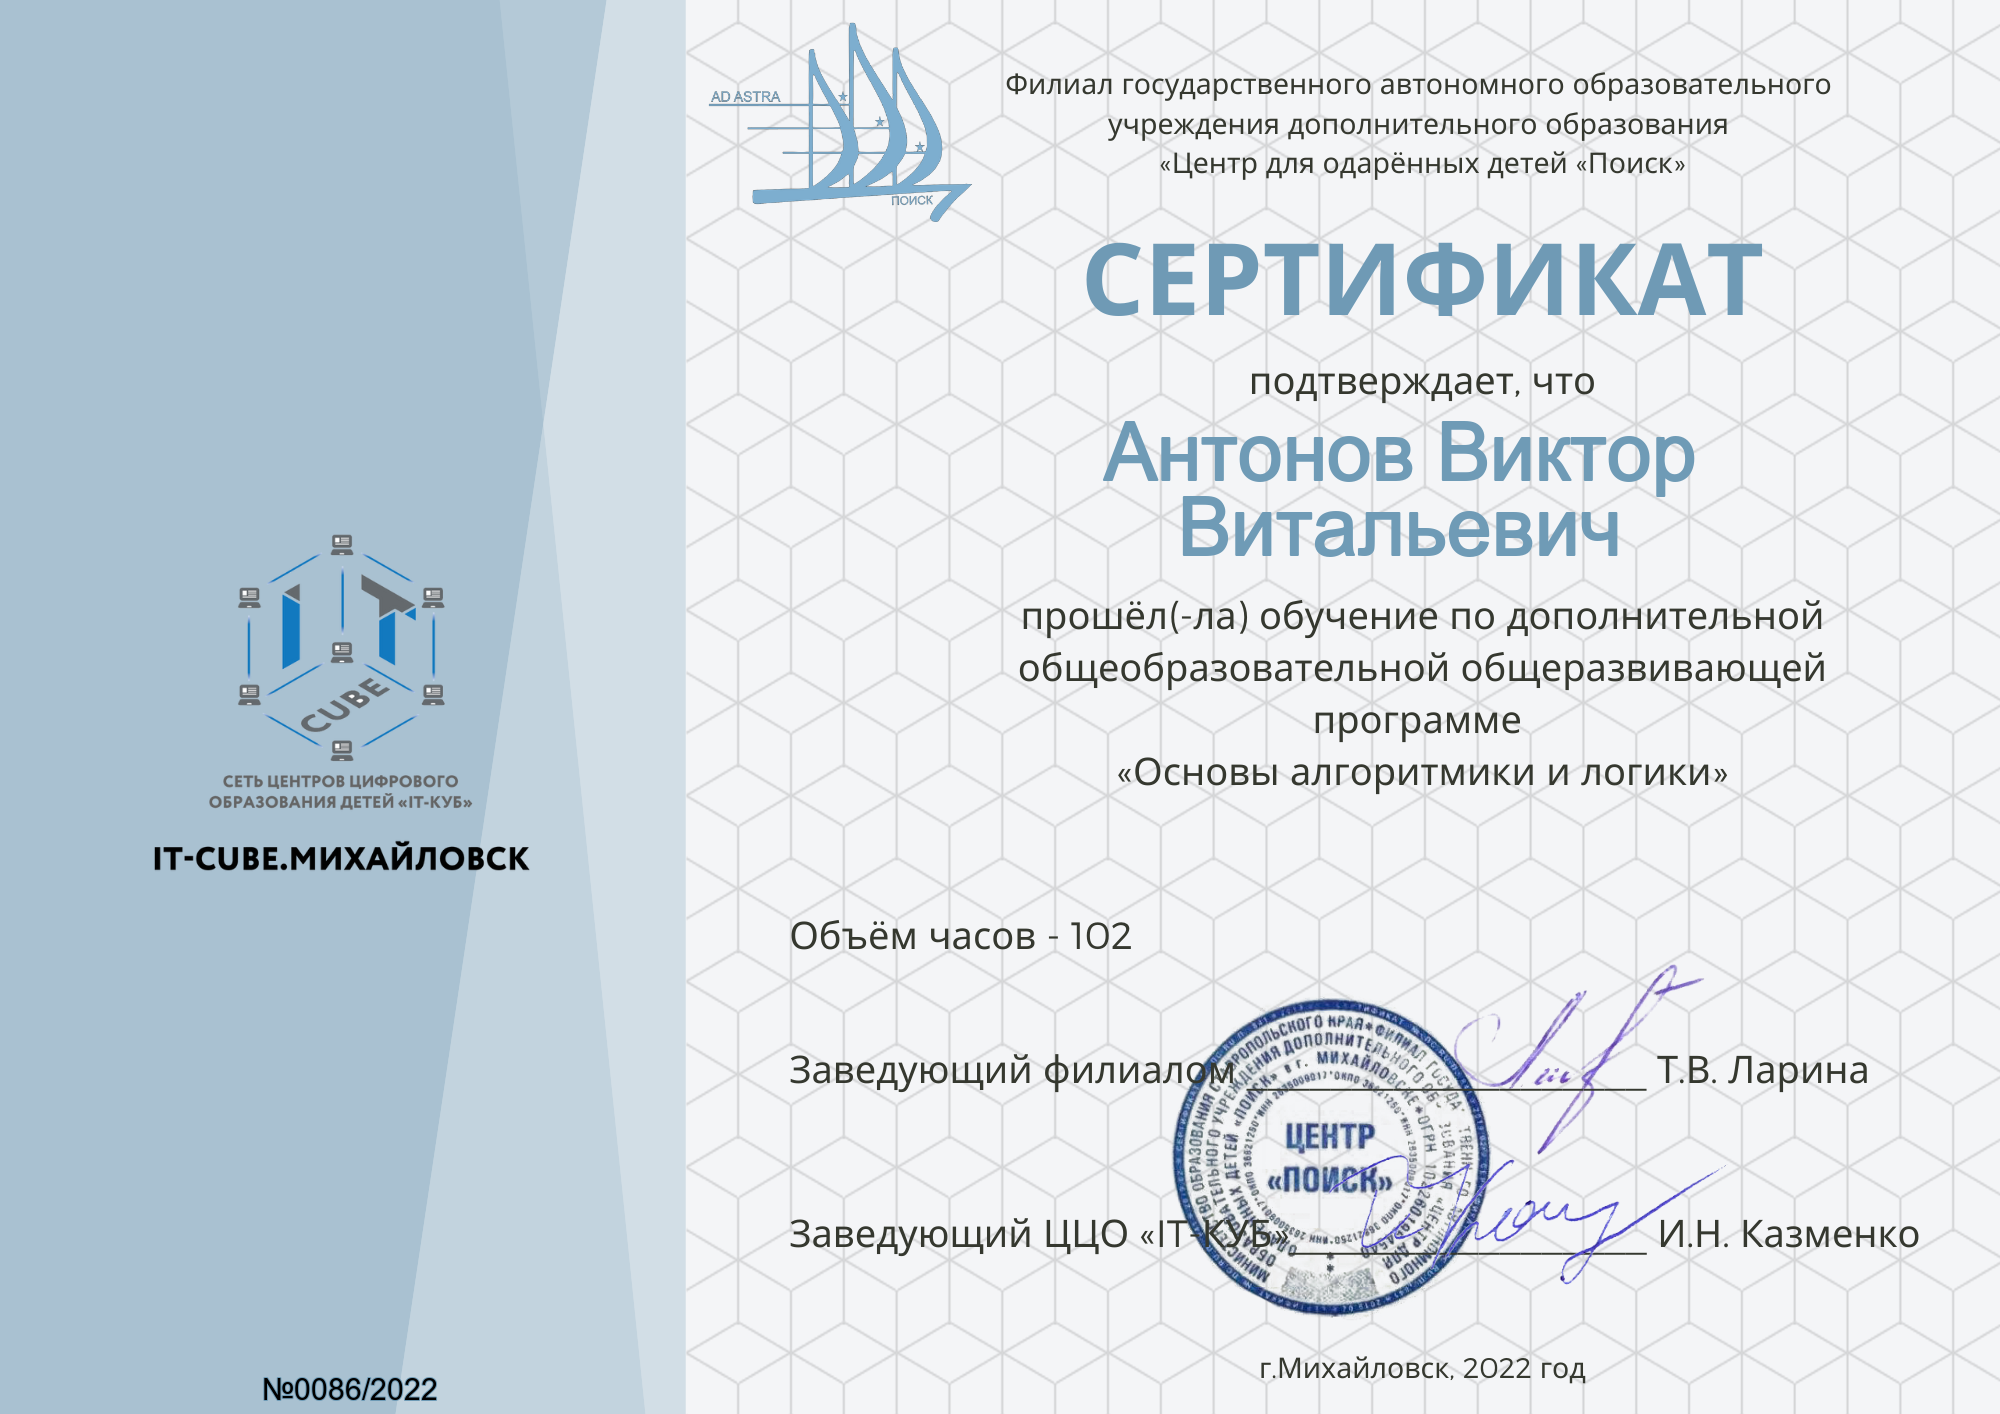 AD ASTRA
ПОИСК
Филиал государственного автономного образовательного
учреждения дополнительного образования
«Центр для одарённых детей «Поиск»
СЕРТИФИКАТ
подтверждает, что
Антонов Виктор
Витальевич
прошёл(-ла) обучение по дополнительной
общеобразовательной общеразвивающей
программе
«Основы алгоритмики и логики»
IT
CUBE
СЕТЬ ЦЕНТРОВ ЦИФРОВОГО
ОБРАЗОВАНИЯ ДЕТЕЙ «IT-КУБ»
IT-CUBE.МИХАЙЛОВСК
Объём часов - 102
Заведующий филиалом ____________________ Т.В. Ларина
ЦЕНТР
«ПОИСК»
Заведующий ЦЦО «IT-КУБ»__________________ И.Н. Казменко
г.Михайловск, 2022 год
№0086/2022